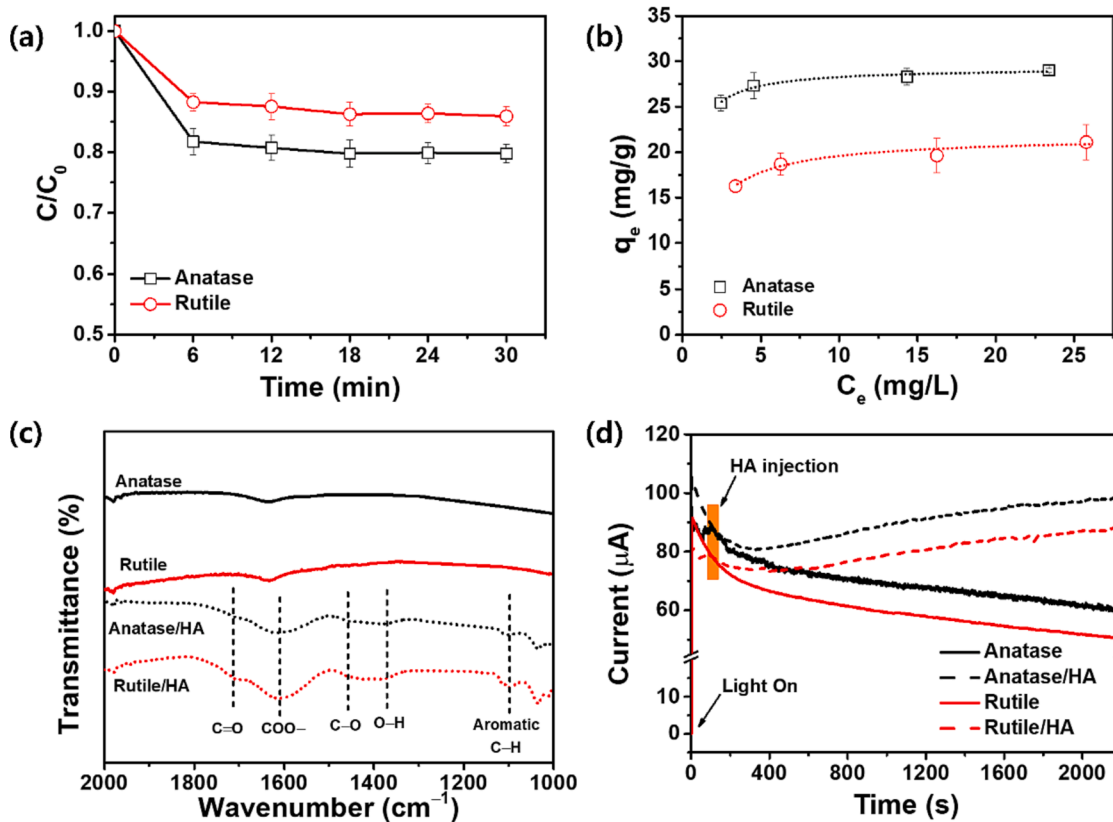 (a)
1.0
0.9
0.8
0.7
0.6
0.5
C/C0
Anatase
Rutile
0 6 12 18 24 30
Time (min)
(b)
35
30
25
20
15
10
5
0
qe (mg/g)
Anatase
Rutile
0 5 10 15 20 25
Ce (mg/L)
(c)
Transmittance (%)
Anatase
Rutile
Anatase/HA
Rutile/HA
C=O COO– C–O O–H Aromatic
C–H
2000 1800 1600 1400 1200 1000
Wavenumber (cm−1)
(d)
120
100
80
60
10
0
Current (μA)
HA injection
Light On
Anatase
Anatase/HA
Rutile
Rutile/HA
0 400 800 1200 1600 2000
Time (s)